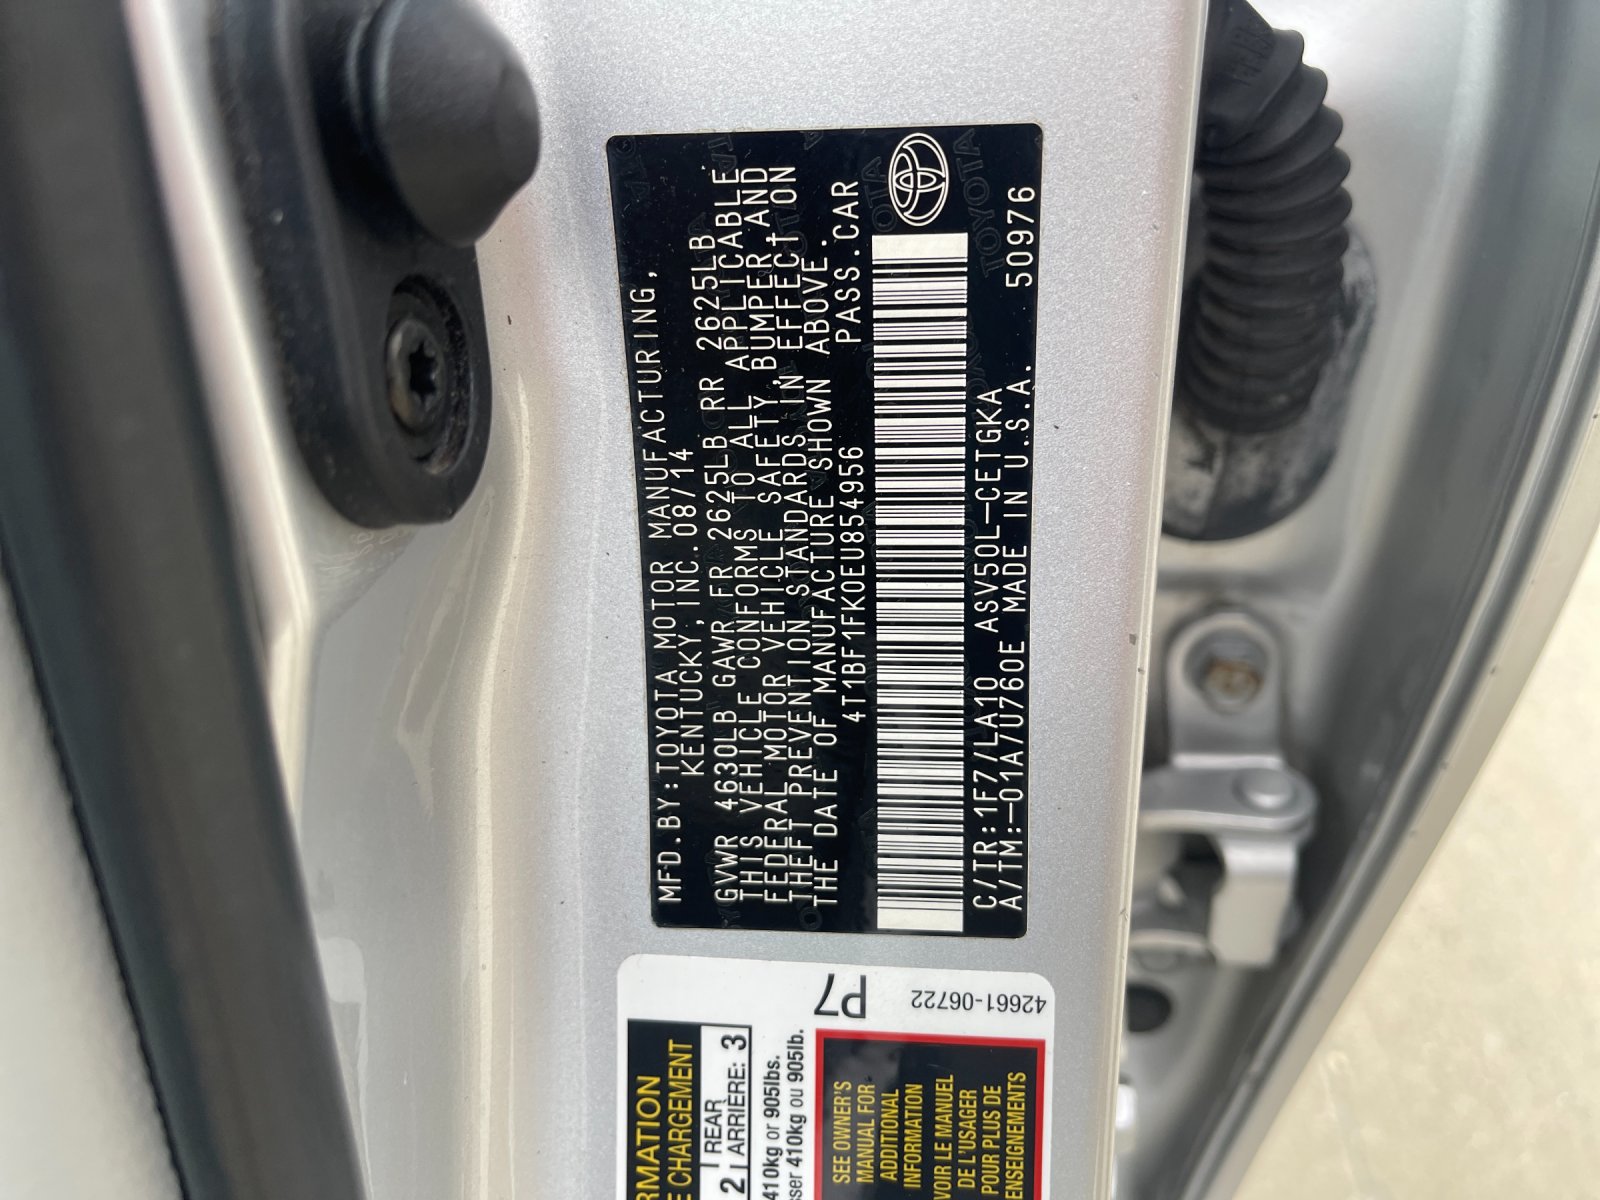 MFD.BY:TOYOTA MOTOR MANUFACTURING,
KENTUCKY,INC.08/14
GVWR 4630LB GAWR FR 2625LB RR 2625LB
THIS VEHICLE CONFORMS TO ALL APPLICABLE
FEDERAL MOTOR VEHICLE SAFETY,BUMPER,AND
THEFT PREVENTION STANDARDS IN EFFECT ON
THE DATE OF MANUFACTURE SHOWN ABOVE.
4T1BF1FK0EU854956 PASS.CAR
C/TR:1F7/LA10 ASV50L-CETGKA
A/TM:-01A/U760E MADE IN U.S.A. 50976
P7
42661-06722
RMATION
E CHARGEMENT
2 REAR
ARRIÈRE: 3
410kg or 905lbs.
sser 410kg ou 905lb.
SEE OWNER'S
MANUAL FOR
ADDITIONAL
INFORMATION
VOIR LE MANUEL
DE L'USAGER
POUR PLUS DE
ENSEIGNEMENTS